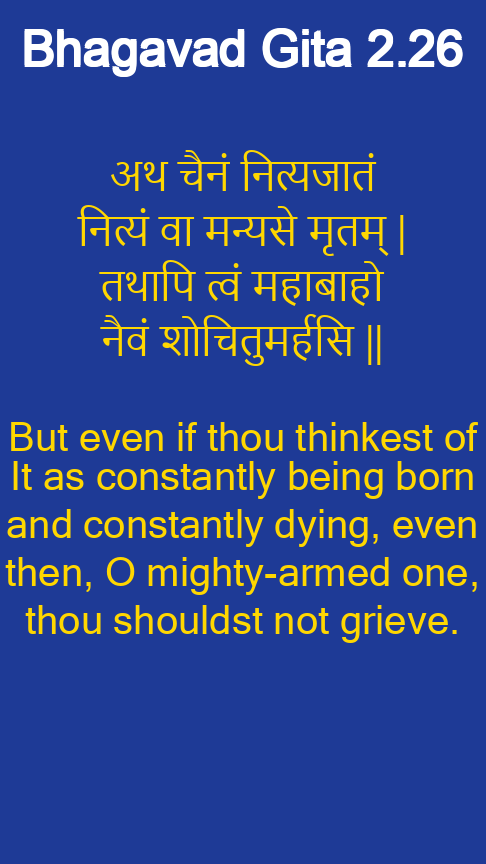 Bhagavad Gita 2.26
अथ चैनं नित्यजातं
नित्यं वा मन्यसे मृतम् |
तथापि त्वं महाबाहो
नैवं शोचितुमर्हसि ||
But even if thou thinkest of
It as constantly being born
and constantly dying, even
then, O mighty-armed one,
thou shouldst not grieve.